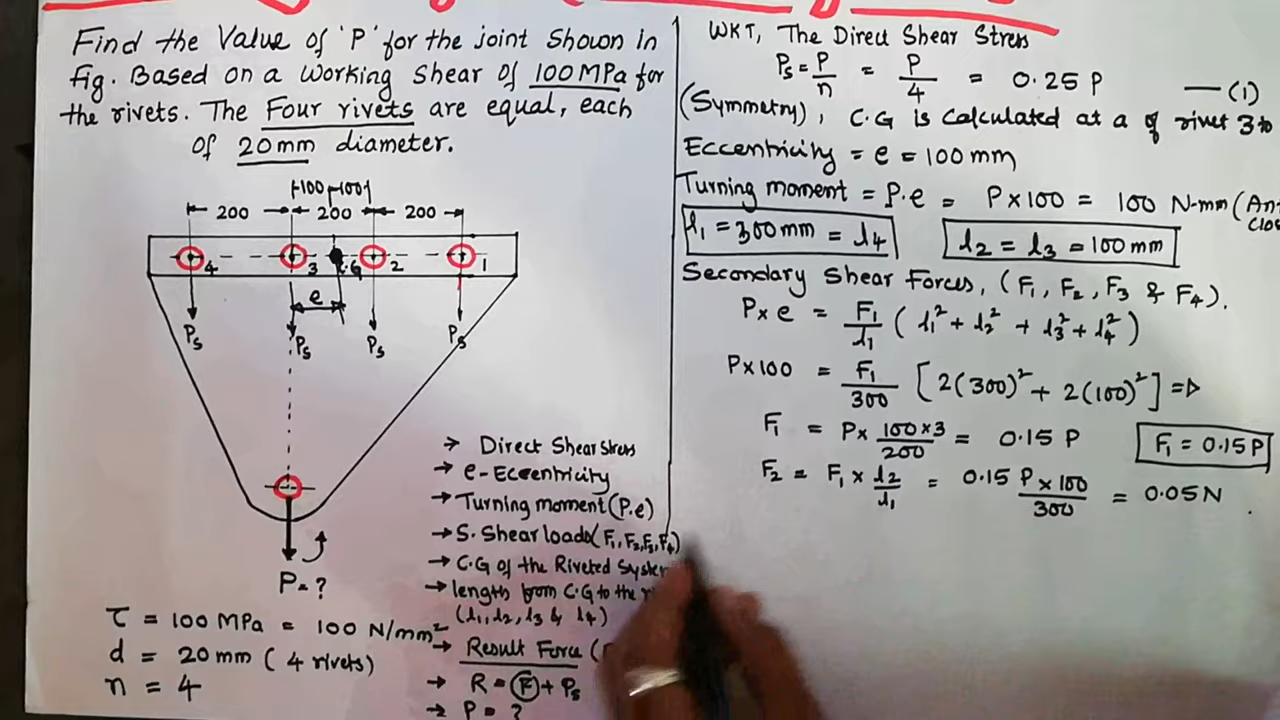 Find the Value of 'P' for the joint Shown in
fig. Based on a Working Shear of 100 MPa for
the rivets. The Four rivets are equal, each
of 20mm diameter.
100 100
200 200 200
4 3 C.G 2 1
e
Ps Ps Ps Ps
P = ?
τ = 100 MPa = 100 N/mm²
d = 20mm ( 4 rivets)
n = 4
→ Direct Shear Stress
→ e - Eccentricity
→ Turning moment (P.e)
→ S. Shear loads (F1, F2, F3, F4)
→ C.G of the Riveted
→ length from C.G to the
(l1, l2, l3 & l4)
→ Result Force (
→ R = F + Ps
→ P = ?
WKT, The Direct Shear Stress
Ps = P/n = P/4 = 0.25 P — (1)
(Symmetry), C.G is Calculated at a of rivet 3 to
Eccentricity = e = 100 mm
Turning moment = P.e = P × 100 = 100 N-mm (
l1 = 300 mm = l4 l2 = l3 = 100 mm
Secondary Shear Forces, (F1, F2, F3 & F4).
P × e = F1/l1 ( l1² + l2² + l3² + l4² )
P × 100 = F1/300 [ 2(300)² + 2(100)² ] ⇒
F1 = P × 100 × 3/200 = 0.15 P F1 = 0.15 P
F2 = F1 × l2/l1 = 0.15 P × 100/300 = 0.05 N